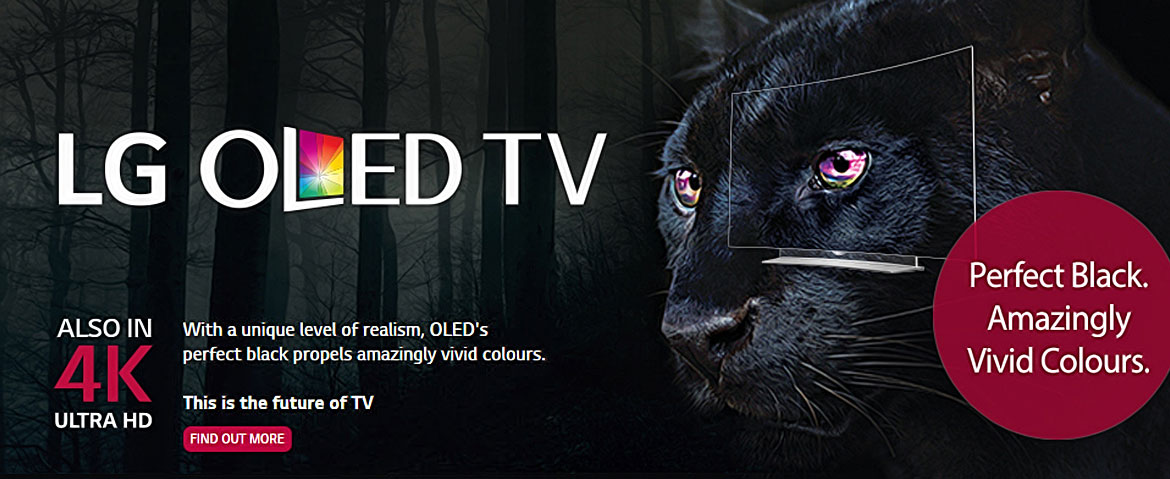 LG OLED TV
ALSO IN
4K
ULTRA HD
With a unique level of realism, OLED's
perfect black propels amazingly vivid colours.
This is the future of TV
FIND OUT MORE
Perfect Black.
Amazingly
Vivid Colours.